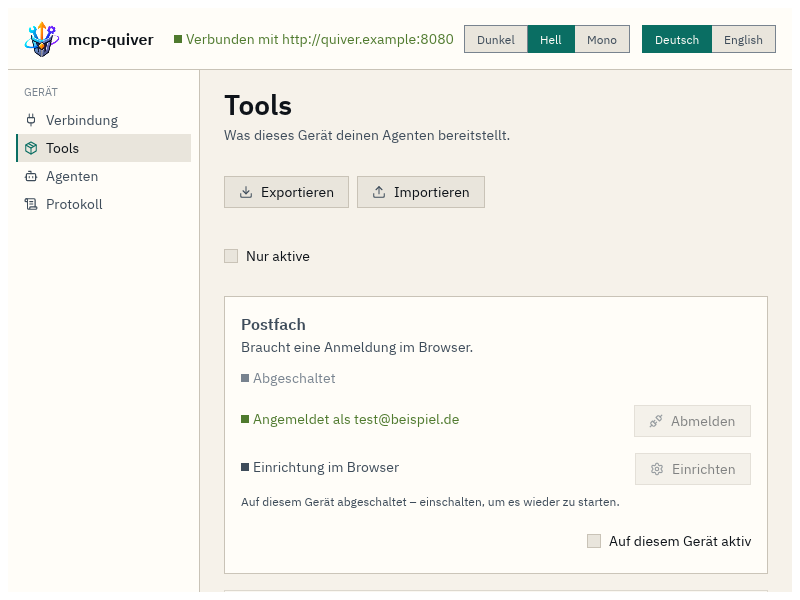 mcp-quiver
Verbunden mit http://quiver.example:8080
Dunkel
Hell
Mono
Deutsch
English
GERÄT
Verbindung
Tools
Agenten
Protokoll
Tools
Was dieses Gerät deinen Agenten bereitstellt.
Exportieren
Importieren
Nur aktive
Postfach
Braucht eine Anmeldung im Browser.
Abgeschaltet
Angemeldet als test@beispiel.de
Abmelden
Einrichtung im Browser
Einrichten
Auf diesem Gerät abgeschaltet – einschalten, um es wieder zu starten.
Auf diesem Gerät aktiv